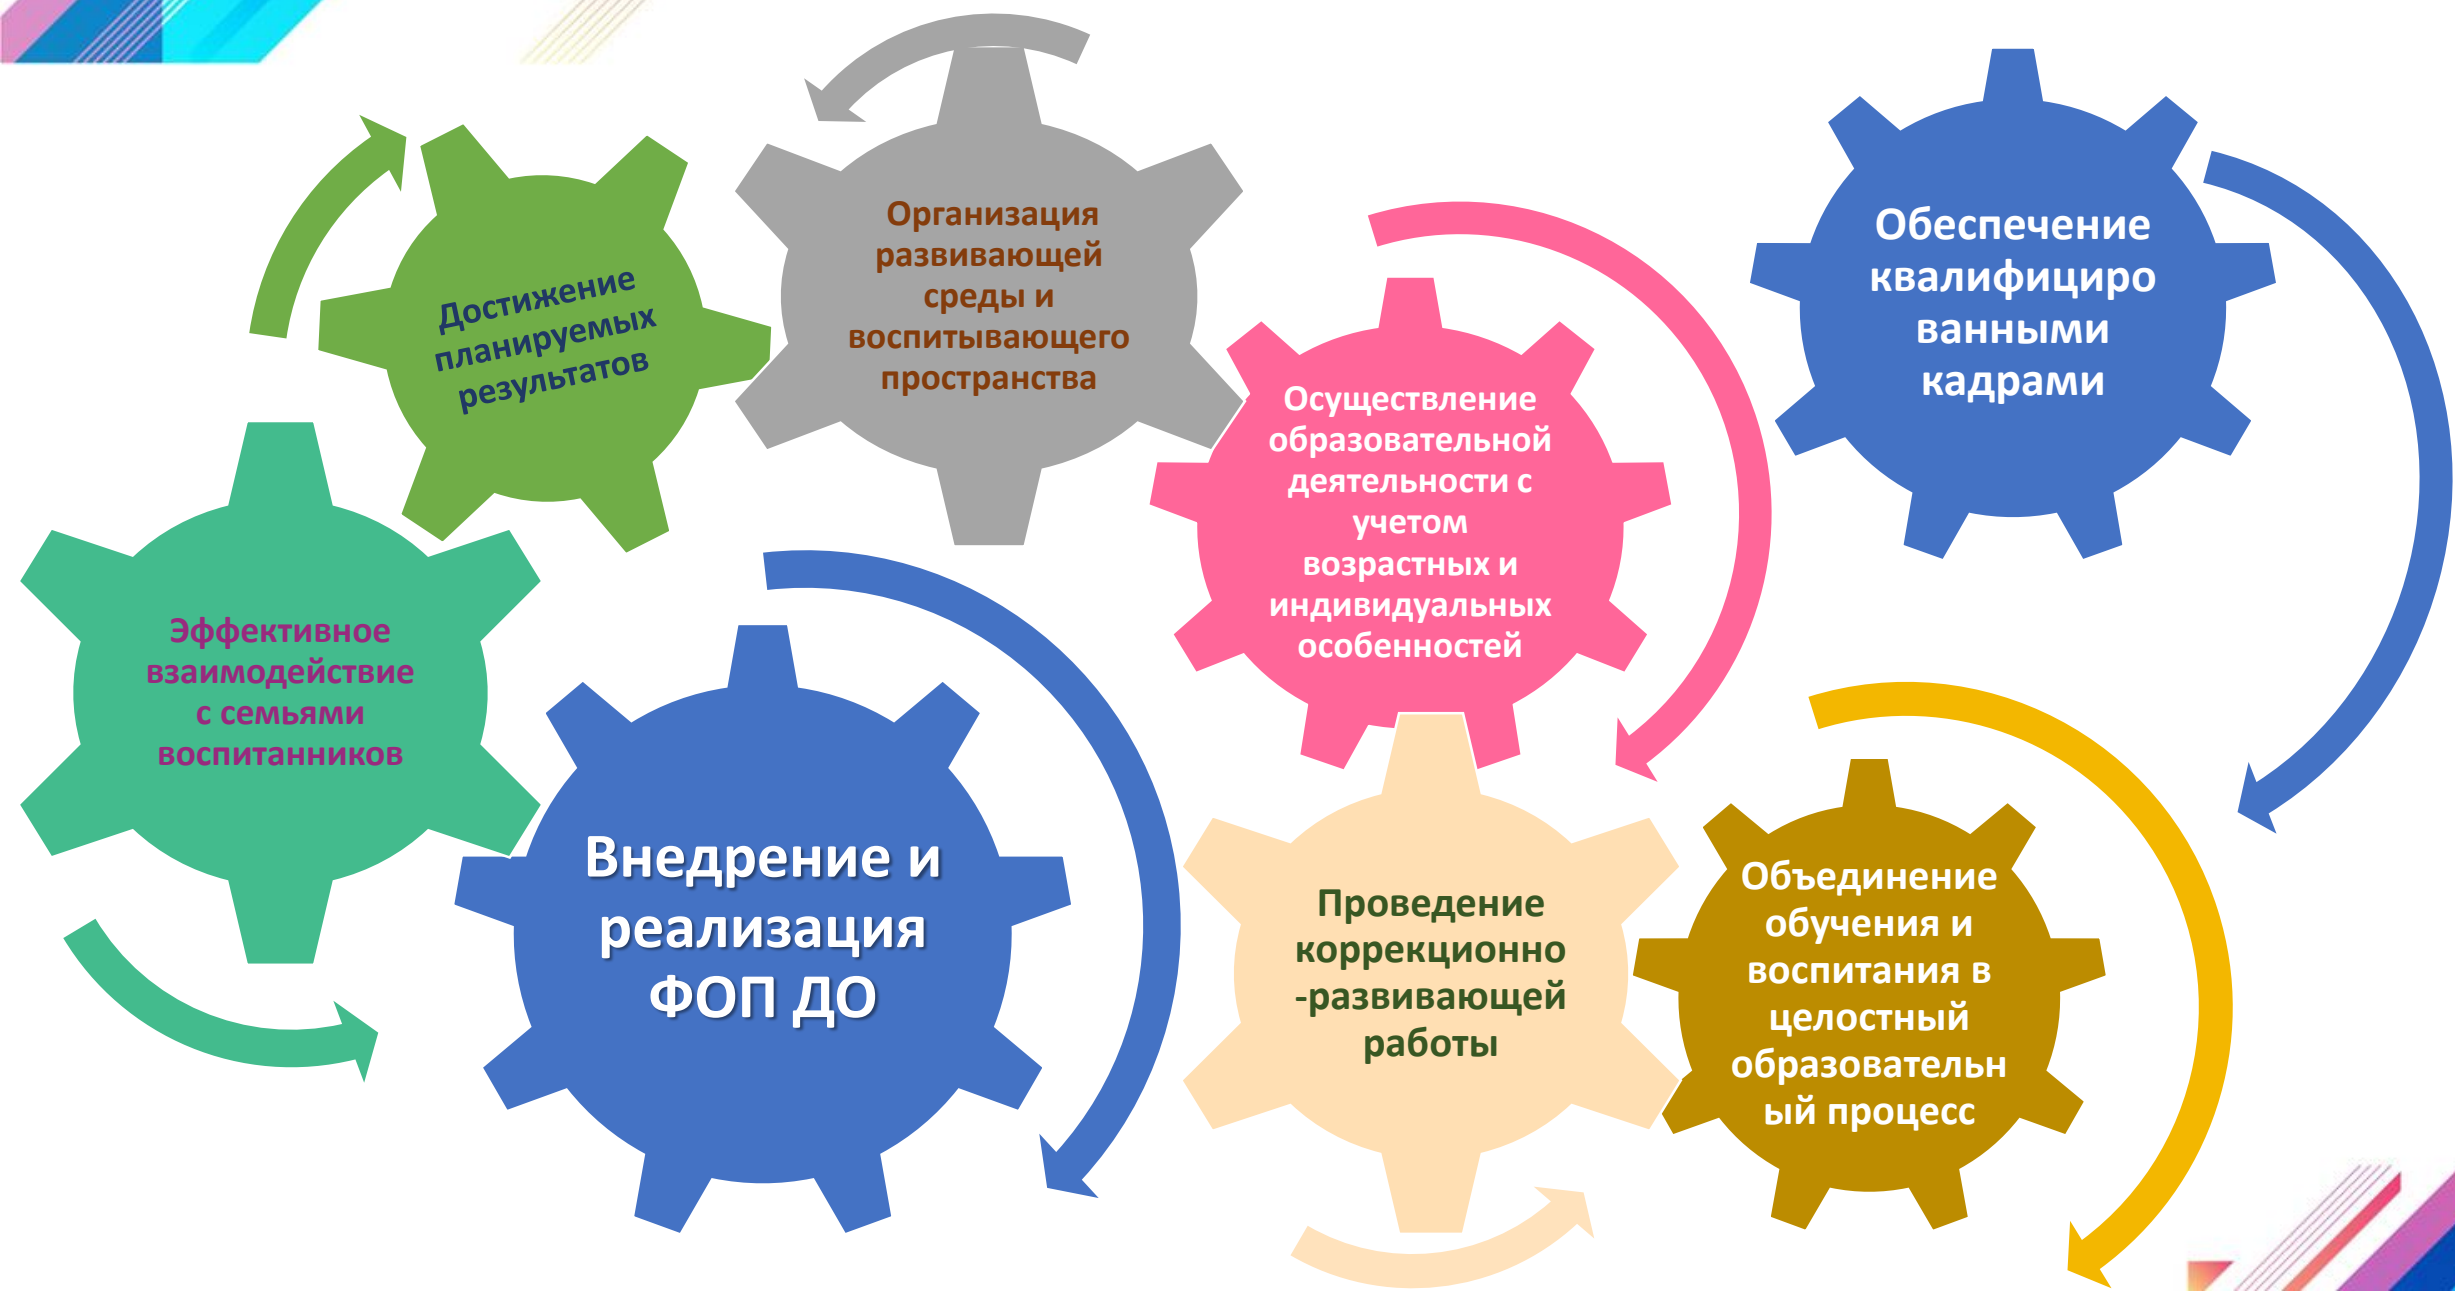 Достижение
планируемых
результатов
Организация
развивающей
среды и
воспитывающего
пространства
Осуществление
образовательной
деятельности с
учетом
возрастных и
индивидуальных
особенностей
Обеспечение
квалифициро
ванными
кадрами
Эффективное
взаимодействие
с семьями
воспитанников
Внедрение и
реализация
ФОП ДО
Проведение
коррекционно
-развивающей
работы
Объединение
обучения и
воспитания в
целостный
образовательн
ый процесс